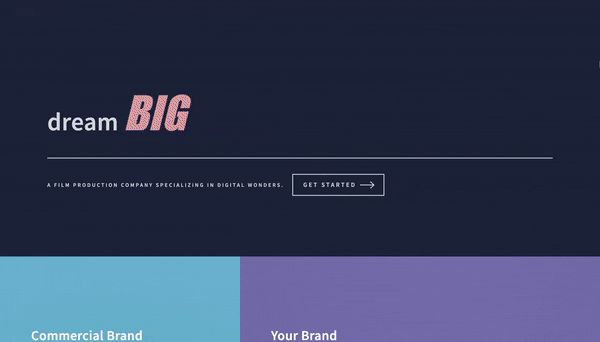 dream BIG
A FILM PRODUCTION COMPANY SPECIALIZING IN DIGITAL WONDERS.
GET STARTED
Commercial Brand
Your Brand